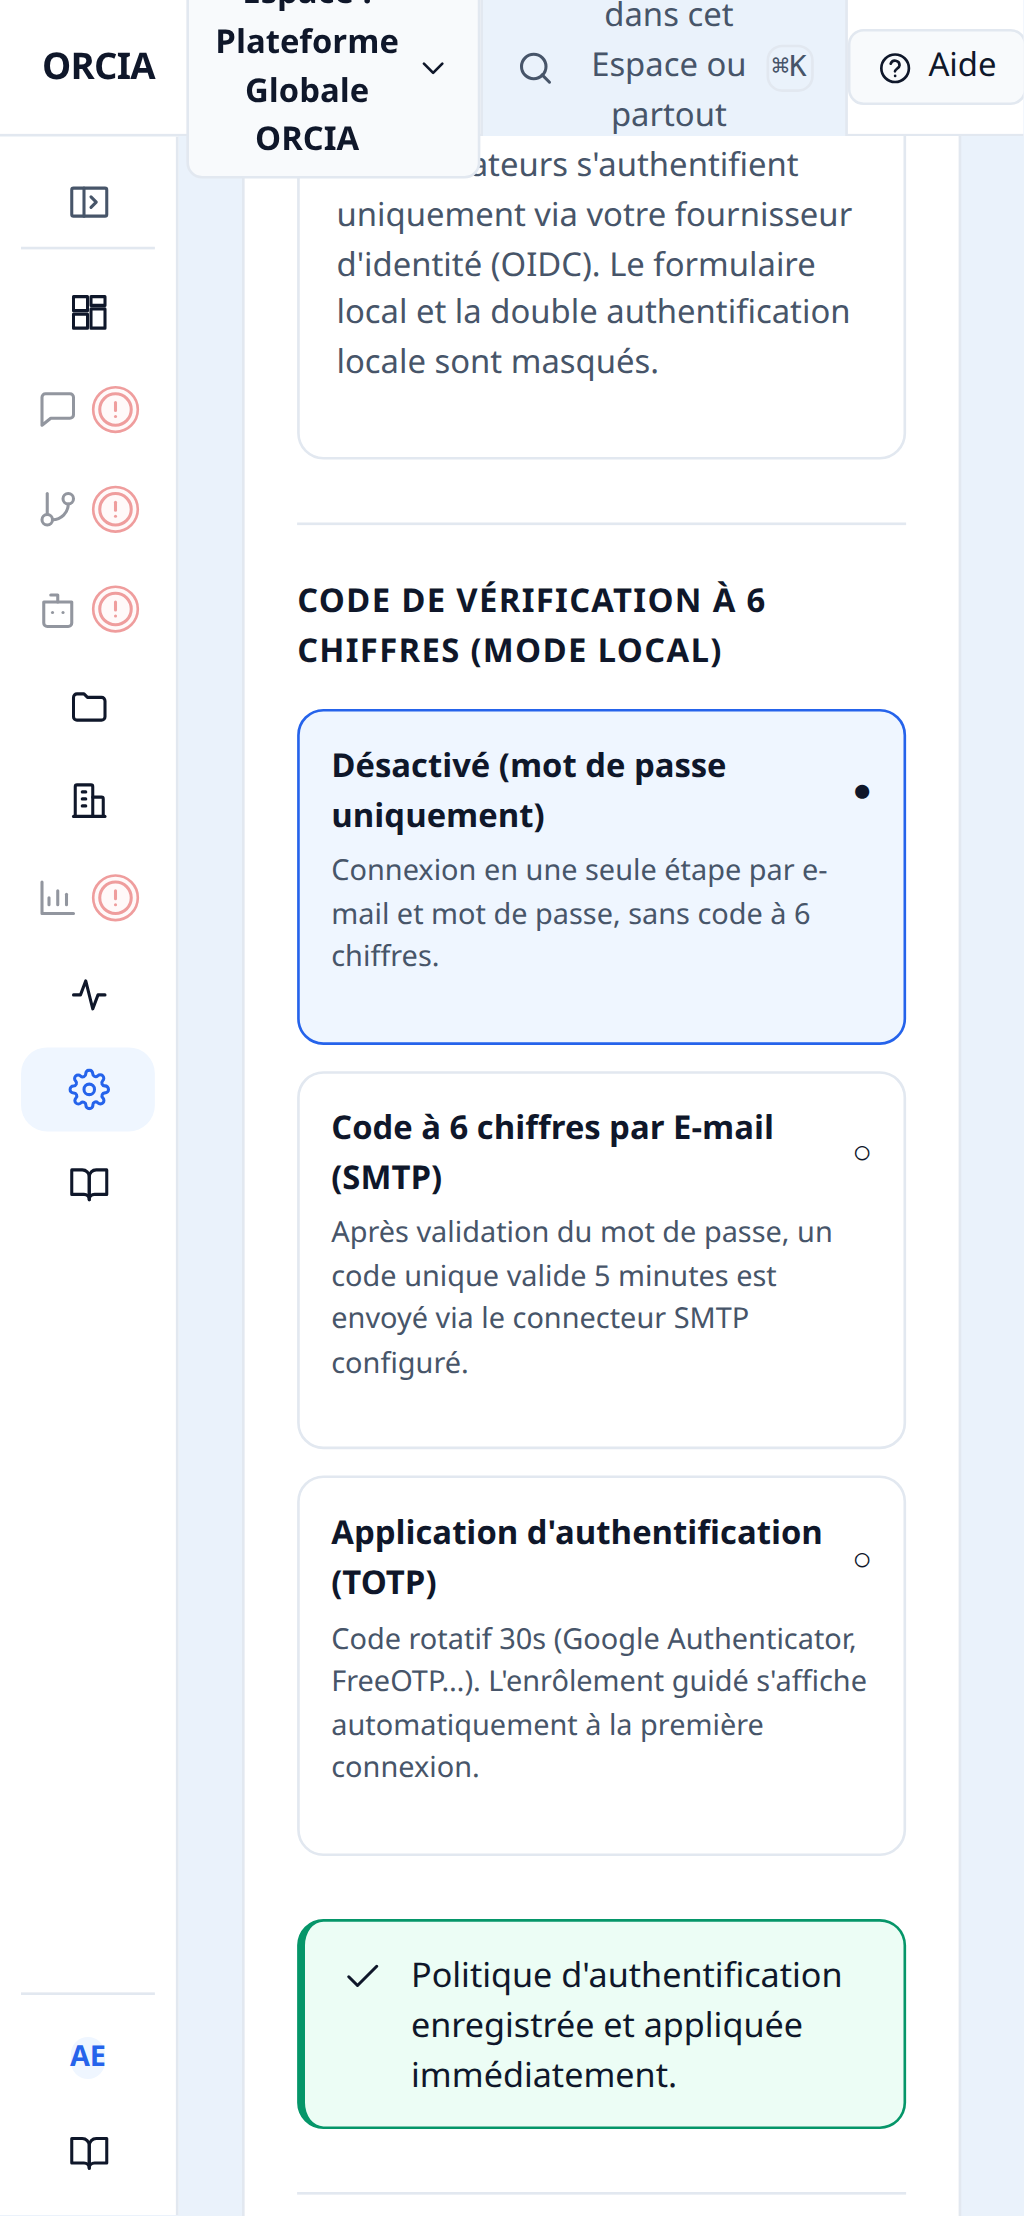 ORCIA
Espace :
Plateforme
Globale
ORCIA
dans cet
Espace ou
partout
⌘K
Aide
ateurs s'authentifient
uniquement via votre fournisseur
d'identité (OIDC). Le formulaire
local et la double authentification
locale sont masqués.
CODE DE VÉRIFICATION À 6
CHIFFRES (MODE LOCAL)
Désactivé (mot de passe
uniquement)
Connexion en une seule étape par e-
mail et mot de passe, sans code à 6
chiffres.
Code à 6 chiffres par E-mail
(SMTP)
Après validation du mot de passe, un
code unique valide 5 minutes est
envoyé via le connecteur SMTP
configuré.
Application d'authentification
(TOTP)
Code rotatif 30s (Google Authenticator,
FreeOTP...). L'enrôlement guidé s'affiche
automatiquement à la première
connexion.
Politique d'authentification
enregistrée et appliquée
immédiatement.
AE